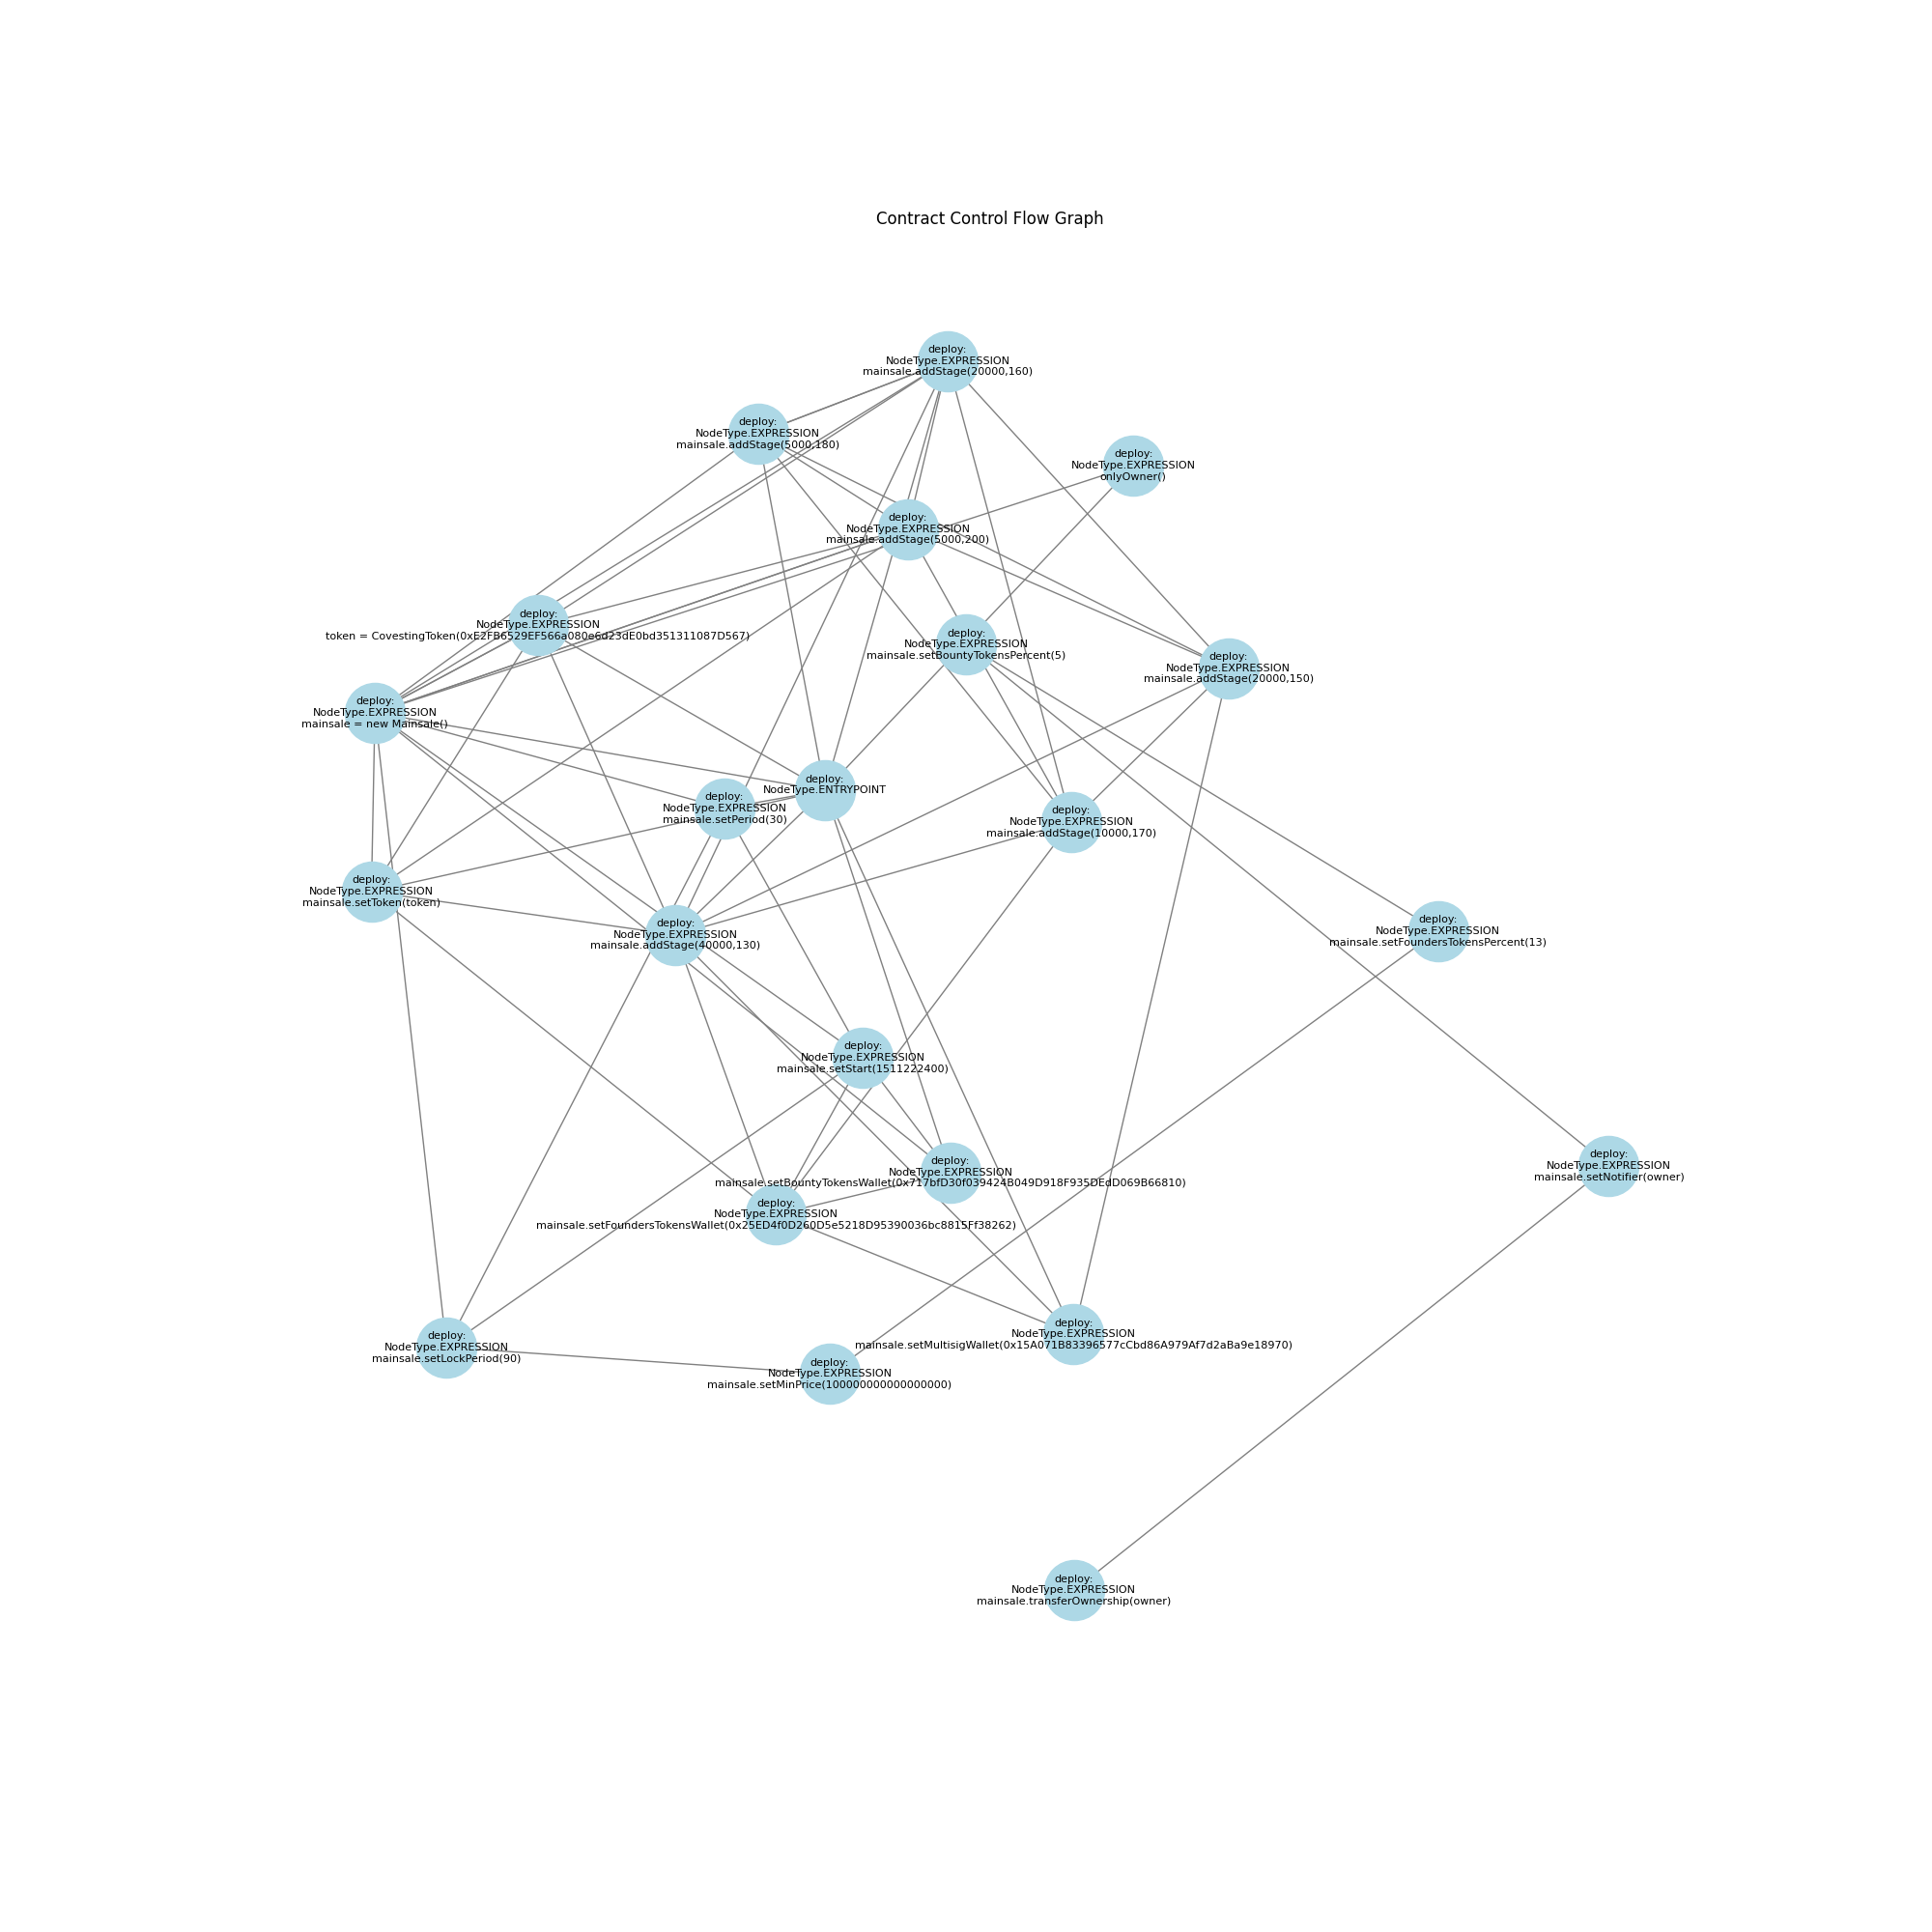 Contract Control Flow Graph
deploy:
NodeType.EXPRESSION
mainsale.addStage(20000,160)
deploy:
NodeType.EXPRESSION
mainsale.addStage(5000,180)
deploy:
NodeType.EXPRESSION
onlyOwner()
deploy:
NodeType.EXPRESSION
mainsale.addStage(5000,200)
deploy:
NodeType.EXPRESSION
token = CovestingToken(0xE2FB6529EF566a080e6d23dE0bd351311087D567)
deploy:
NodeType.EXPRESSION
mainsale.setBountyTokensPercent(5)
deploy:
NodeType.EXPRESSION
mainsale.addStage(20000,150)
deploy:
NodeType.EXPRESSION
mainsale = new Mainsale()
deploy:
NodeType.ENTRYPOINT
deploy:
NodeType.EXPRESSION
mainsale.setPeriod(30)
deploy:
NodeType.EXPRESSION
mainsale.addStage(10000,170)
deploy:
NodeType.EXPRESSION
mainsale.setToken(token)
deploy:
NodeType.EXPRESSION
mainsale.addStage(40000,130)
deploy:
NodeType.EXPRESSION
mainsale.setFoundersTokensPercent(13)
deploy:
NodeType.EXPRESSION
mainsale.setStart(1511222400)
deploy:
NodeType.EXPRESSION
mainsale.setBountyTokensWallet(0x717bfD30f039424B049D918F935DEdD069B66810)
deploy:
NodeType.EXPRESSION
mainsale.setNotifier(owner)
deploy:
NodeType.EXPRESSION
mainsale.setFoundersTokensWallet(0x25ED4f0D260D5e5218D95390036bc8815Ff38262)
deploy:
NodeType.EXPRESSION
mainsale.setMultisigWallet(0x15A071B83396577cCbd86A979Af7d2aBa9e18970)
deploy:
NodeType.EXPRESSION
mainsale.setLockPeriod(90)
deploy:
NodeType.EXPRESSION
mainsale.setMinPrice(100000000000000000)
deploy:
NodeType.EXPRESSION
mainsale.transferOwnership(owner)